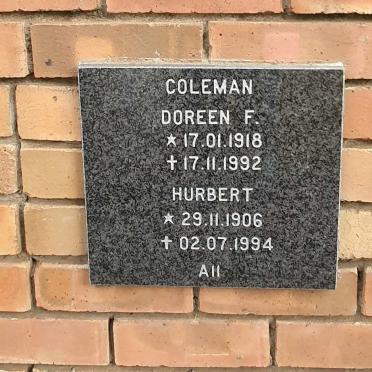 COLEMAN
DOREEN F.
★ 17.01.1918
✝ 17.11.1992
HURBERT
★ 29.11.1906
✝ 02.07.1994
A11